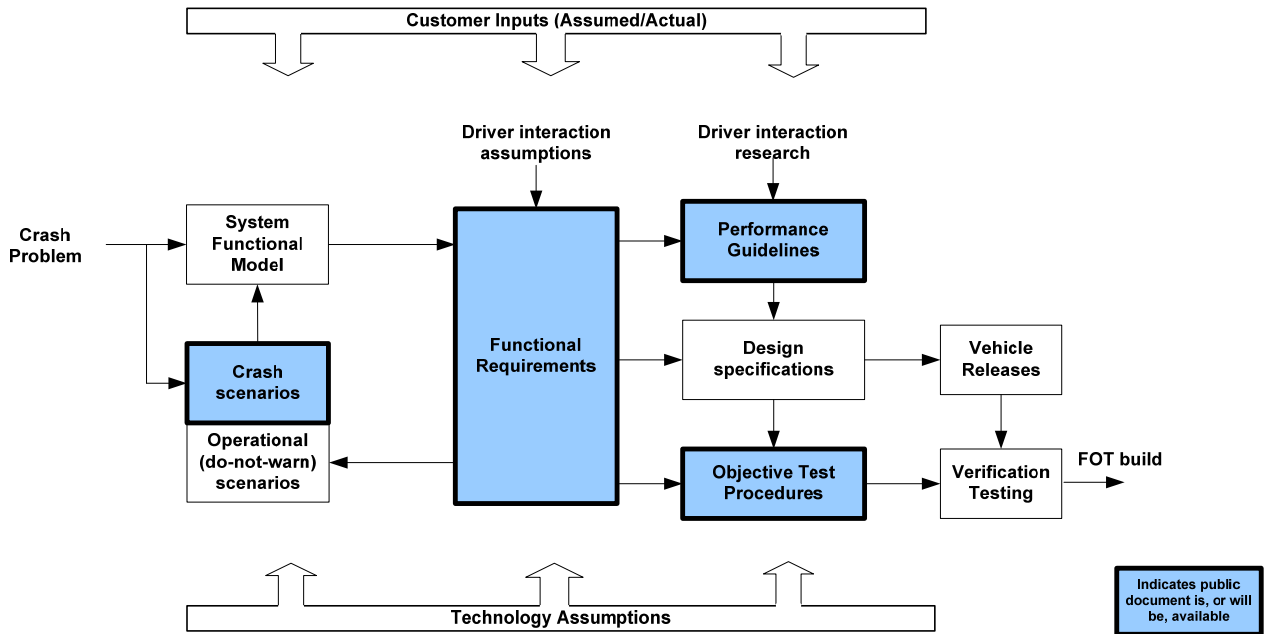 Customer Inputs (Assumed/Actual)
Driver interaction
assumptions
Driver interaction
research
Crash
Problem
System
Functional
Model
Performance
Guidelines
Functional
Requirements
Design
specifications
Vehicle
Releases
Crash
scenarios
Operational
(do-not-warn)
scenarios
Objective Test
Procedures
Verification
Testing
FOT build
Technology Assumptions
Indicates public
document is, or will
be, available